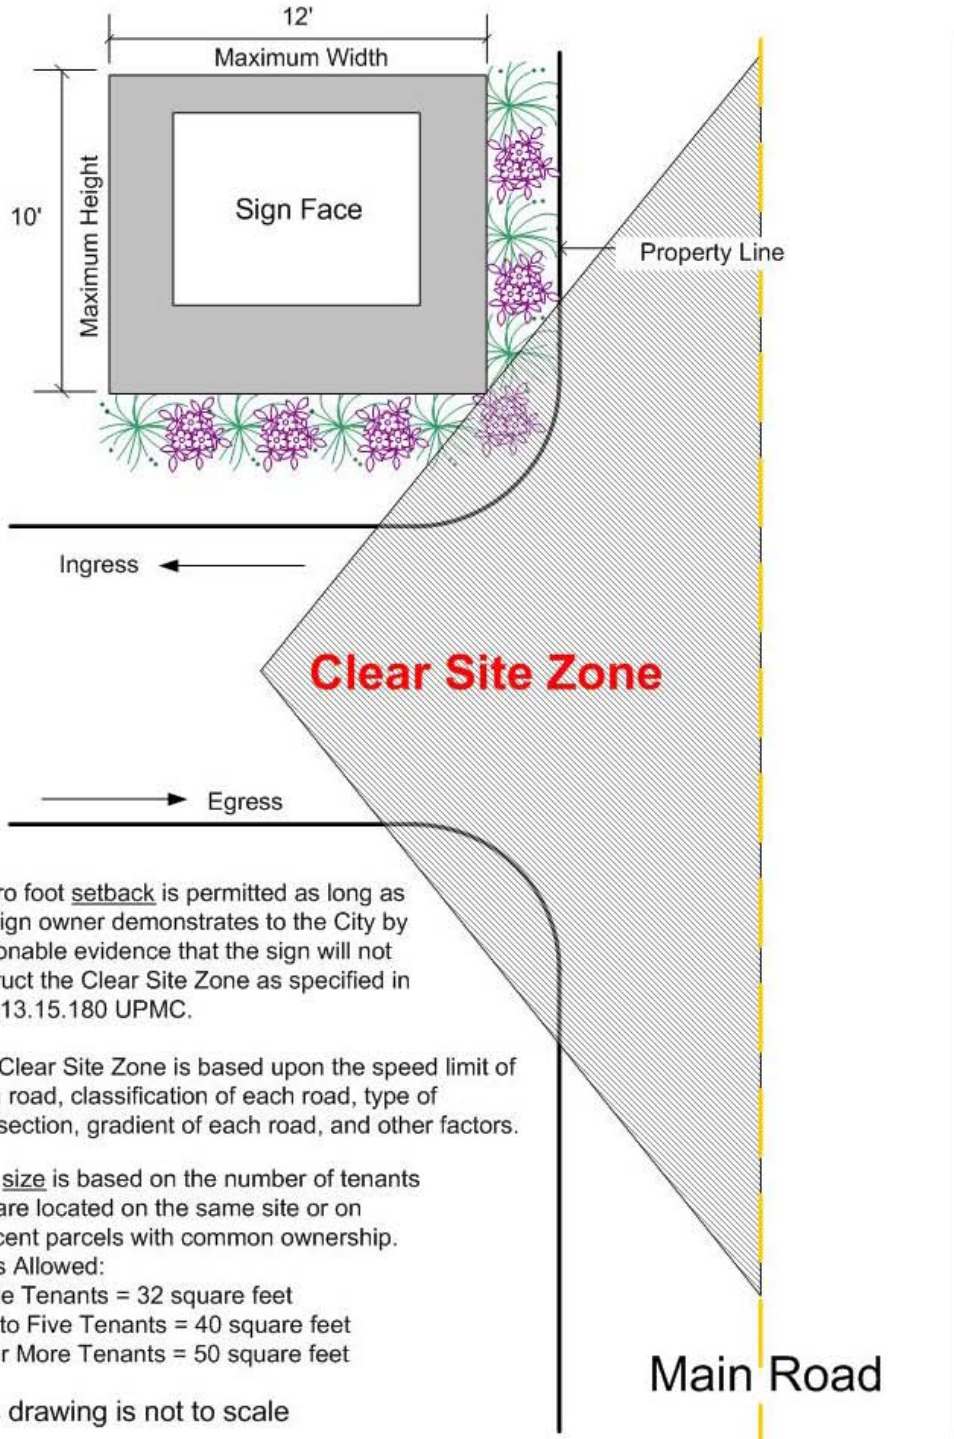 12'
Maximum Width
10'
Maximum Height
Sign Face
Property Line
Ingress
Clear Site Zone
Egress
ro foot setback is permitted as long as
ign owner demonstrates to the City by
onable evidence that the sign will not
ruct the Clear Site Zone as specified in
13.15.180 UPMC.
Clear Site Zone is based upon the speed limit of
road, classification of each road, type of
section, gradient of each road, and other factors.
size is based on the number of tenants
are located on the same site or on
cent parcels with common ownership.
s Allowed:
e Tenants = 32 square feet
to Five Tenants = 40 square feet
r More Tenants = 50 square feet
drawing is not to scale
Main Road